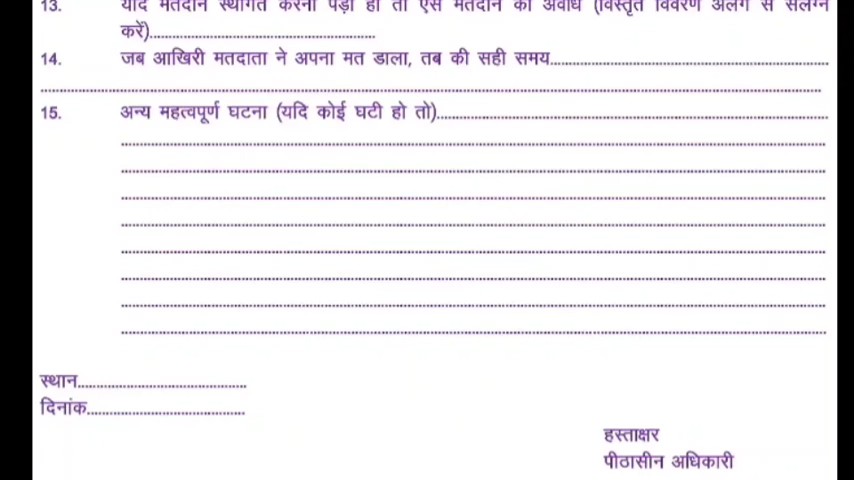 13. यदि मतदान स्थगित करना पड़ा हो तो ऐसे मतदान की अवधि (विस्तृत विवरण अलग से संलग्न
करें)........................................................
14. जब आखिरी मतदाता ने अपना मत डाला, तब की सही समय........................................................
........................................................
15. अन्य महत्वपूर्ण घटना (यदि कोई घटी हो तो)........................................................
........................................................
........................................................
........................................................
........................................................
........................................................
........................................................
........................................................
........................................................
स्थान........................................
दिनांक........................................
हस्ताक्षर
पीठासीन अधिकारी